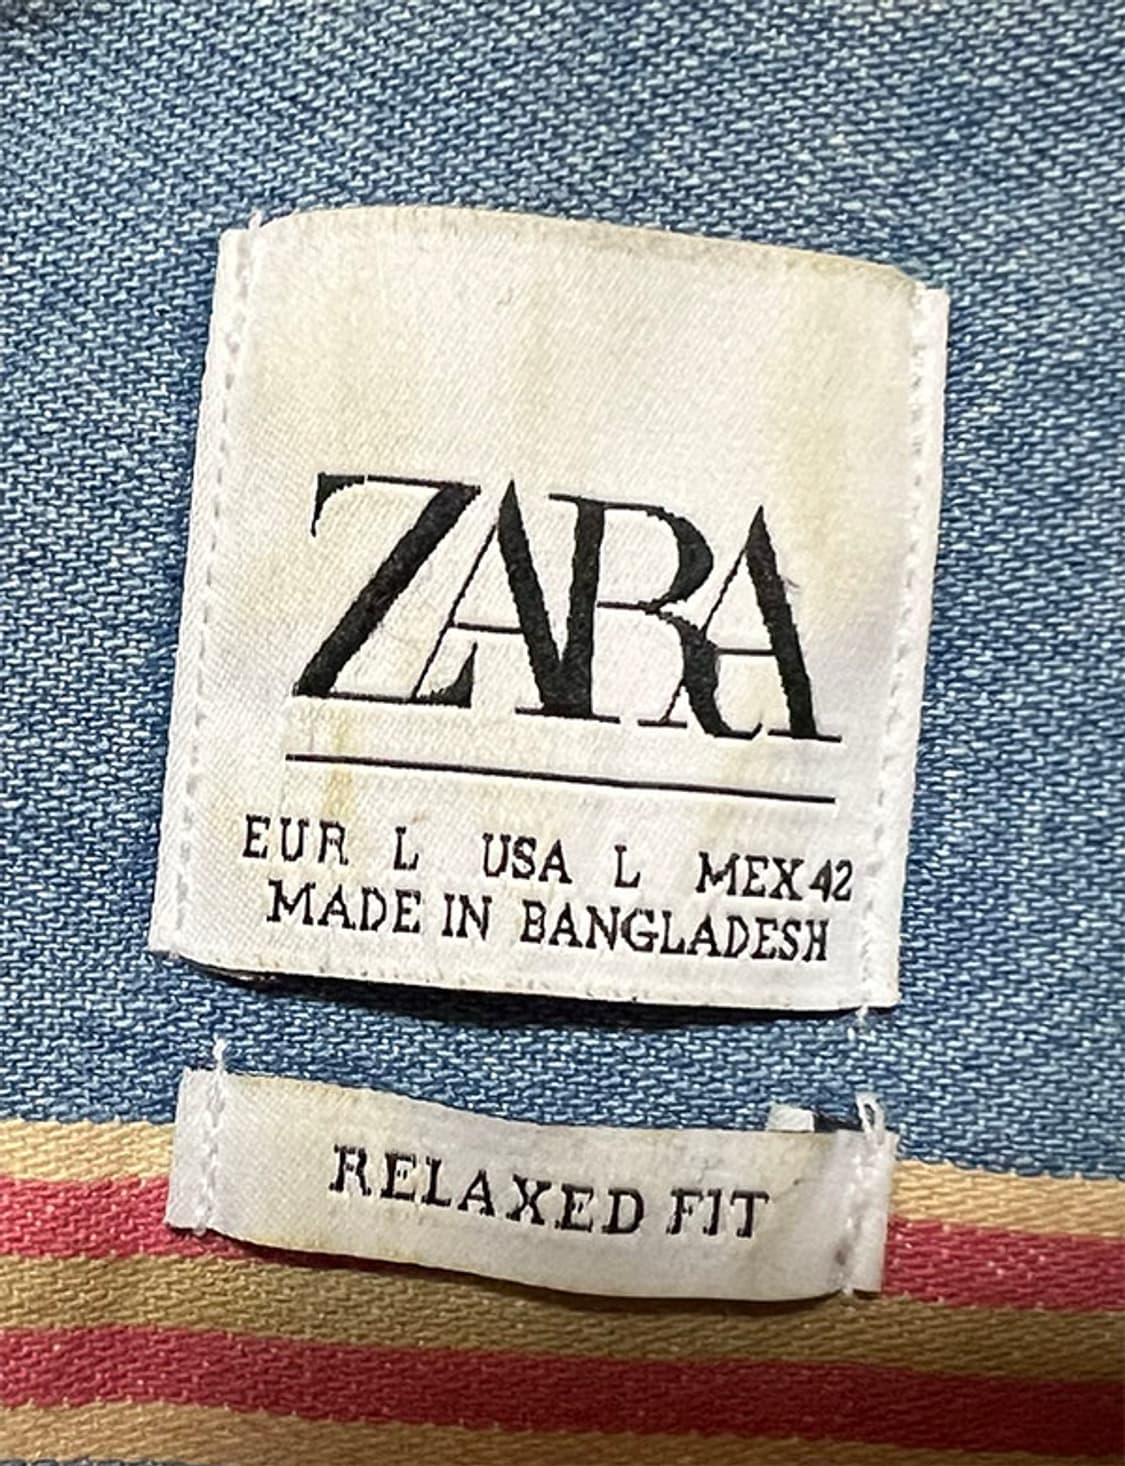 ZARA
EUR L USA L MEX 42
MADE IN BANGLADESH
RELAXED FIT